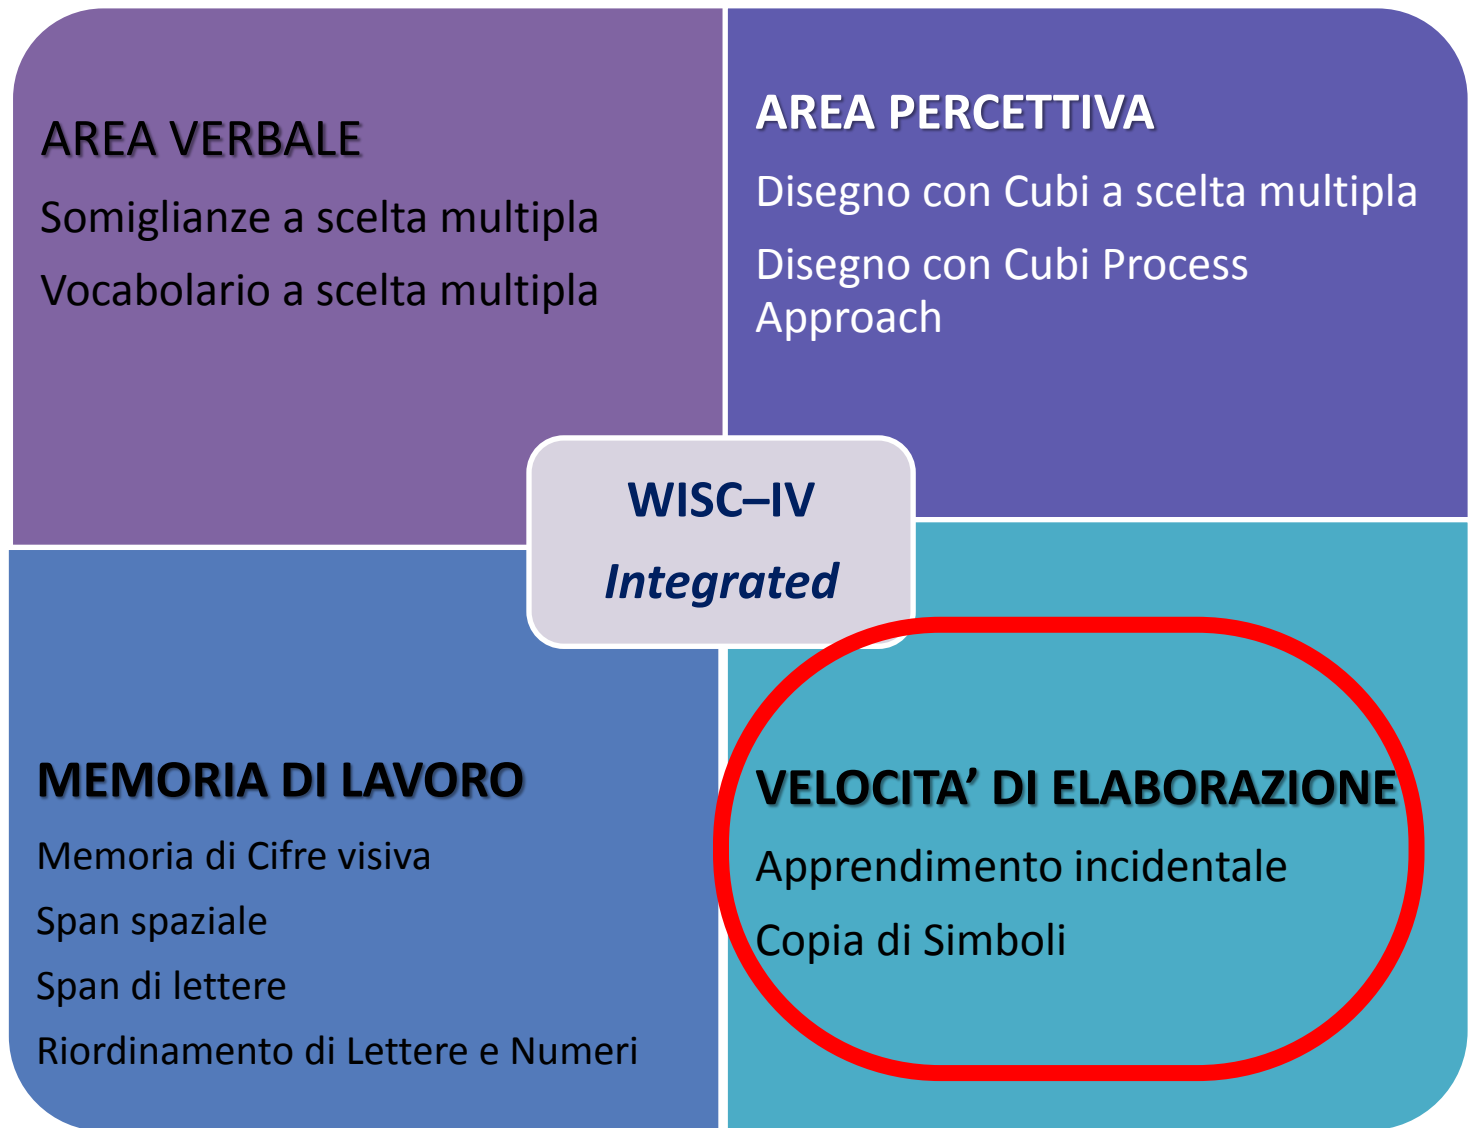 AREA VERBALE
Somiglianze a scelta multipla
Vocabolario a scelta multipla
AREA PERCETTIVA
Disegno con Cubi a scelta multipla
Disegno con Cubi Process
Approach
WISC–IV
Integrated
MEMORIA DI LAVORO
Memoria di Cifre visiva
Span spaziale
Span di lettere
Riordinamento di Lettere e Numeri
VELOCITA’ DI ELABORAZIONE
Apprendimento incidentale
Copia di Simboli